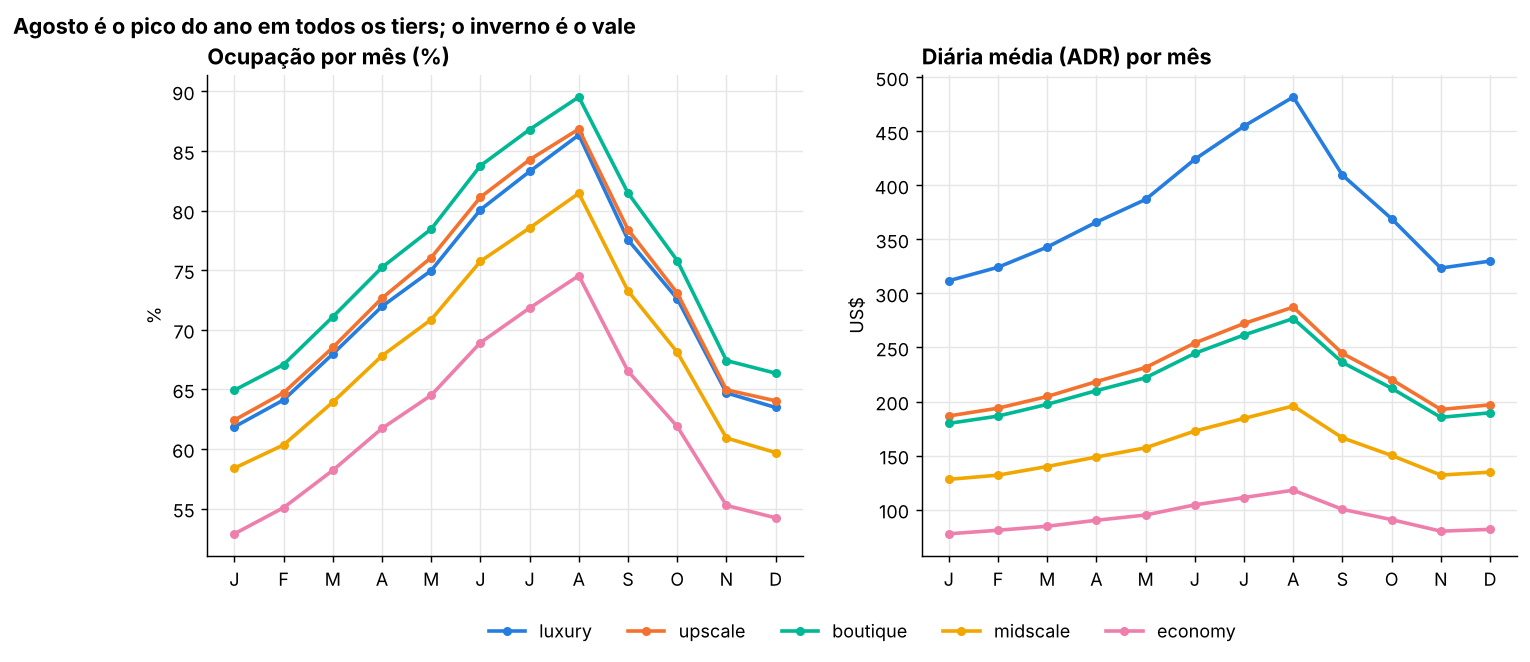 Agosto é o pico do ano em todos os tiers; o inverno é o vale
Ocupação por mês (%)
90
85
80
75
70
65
60
55
%
J F M A M J J A S O N D
Diária média (ADR) por mês
500
450
400
350
300
250
200
150
100
US$
J F M A M J J A S O N D
luxury upscale boutique midscale economy